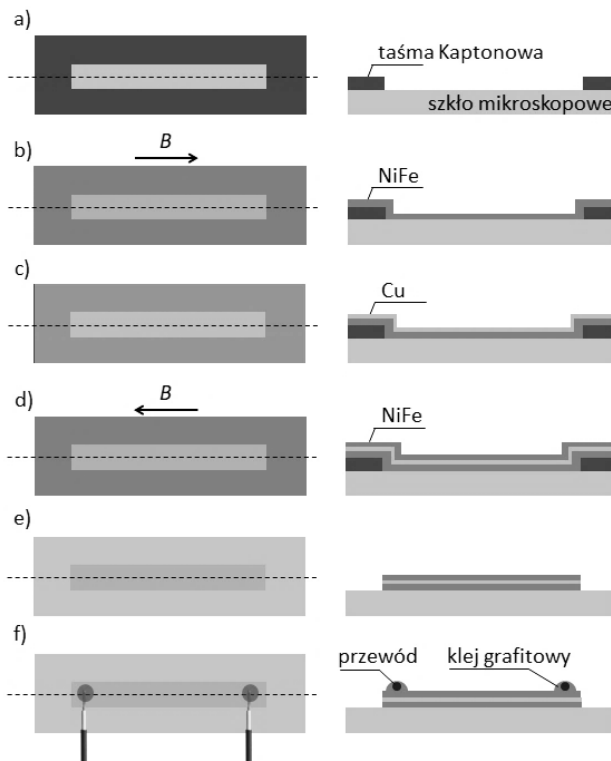 a)
taśma Kaptonowa
szkło mikroskopowe
b)
B
NiFe
c)
Cu
d)
B
NiFe
e)
f)
przewód
klej grafitowy